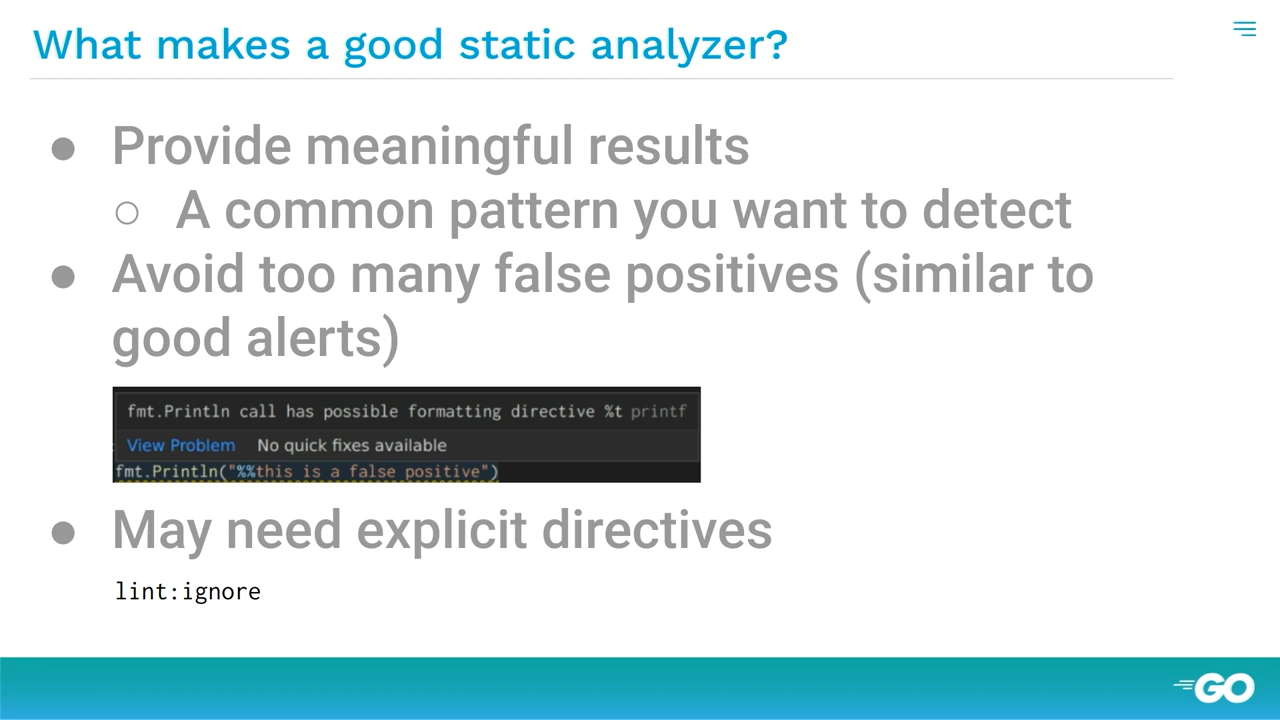 What makes a good static analyzer?
● Provide meaningful results
○ A common pattern you want to detect
● Avoid too many false positives (similar to
good alerts)
fmt.Println call has possible formatting directive %t printf
View Problem No quick fixes available
fmt.Println("%%this is a false positive")
● May need explicit directives
lint:ignore
GO